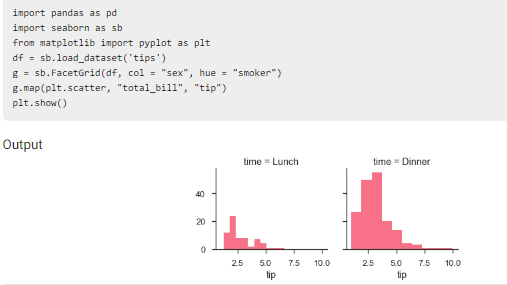 import pandas as pd
import seaborn as sb
from matplotlib import pyplot as plt
df = sb.load_dataset('tips')
g = sb.FacetGrid(df, col = "sex", hue = "smoker")
g.map(plt.scatter, "total_bill", "tip")
plt.show()
Output
time = Lunch time = Dinner
40
20
0
2.5 5.0 7.5 10.0 2.5 5.0 7.5 10.0
tip tip